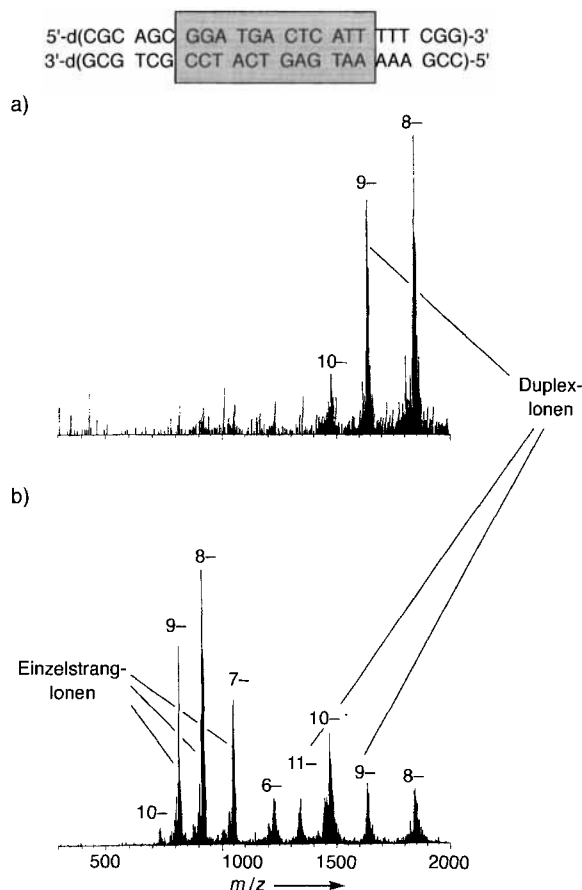 5'-d(CGC AGC GGA TGA CTC ATT TTT CGG)-3'
3'-d(GCG TCG CCT ACT GAG TAA AAA GCC)-5'
a)
8–
9–
10–
Duplex-
Ionen
b)
8–
9–
Einzelstrang-
Ionen
7–
10–
11–
6–
9–
8–
10–
500
1000
1500
2000
m/z